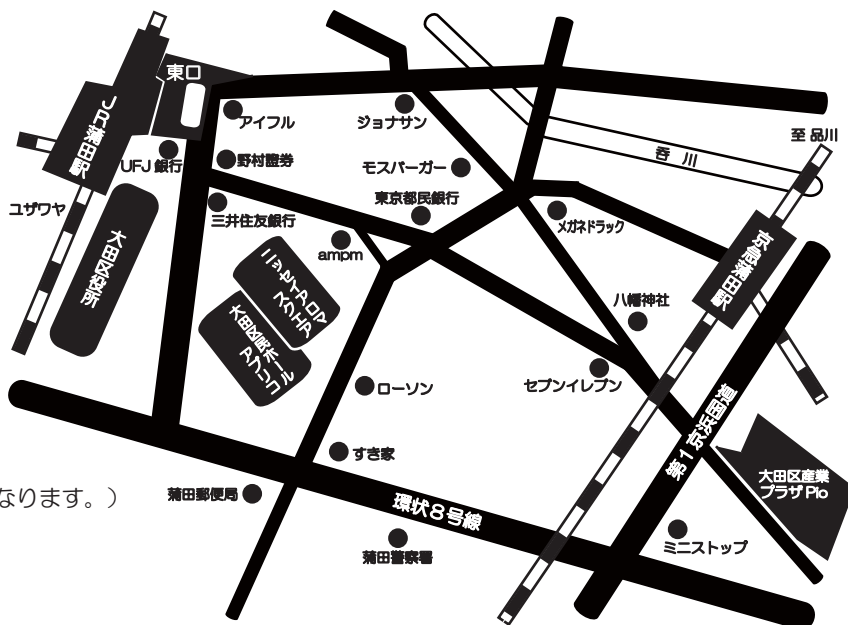 東口
アイフル
ジョナサン
至 品川
JR蒲田駅
UFJ 銀行
野村證券
モスバーガー
呑 川
東京都民銀行
ユザワヤ
三井住友銀行
メガネドラック
大田区役所
ampm
ニッセイアロマ
スクエア
京急蒲田駅
大田区民ホール
アプリコ
八幡神社
ローソン
セブンイレブン
第1京浜国道
すき家
大田区産業
プラザ Pio
なります。）
蒲田郵便局
環状8号線
ミニストップ
蒲田警察署